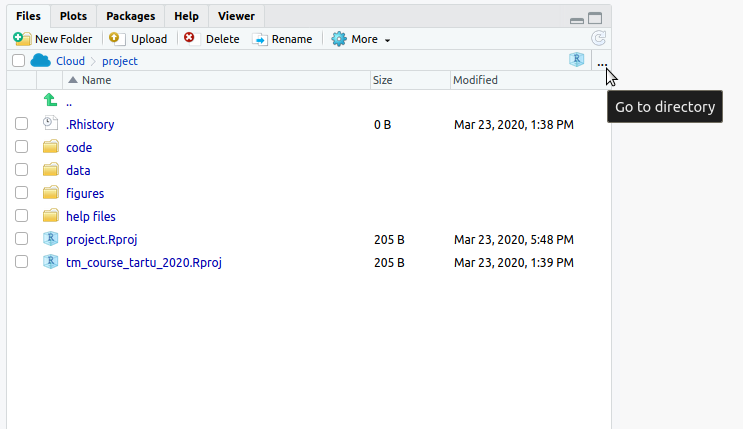 Files Plots Packages Help Viewer
New Folder Upload Delete Rename More
Cloud project R ...
Name Size Modified
Go to directory
..
.Rhistory 0 B Mar 23, 2020, 1:38 PM
code
data
figures
help files
R project.Rproj 205 B Mar 23, 2020, 5:48 PM
R tm_course_tartu_2020.Rproj 205 B Mar 23, 2020, 1:39 PM